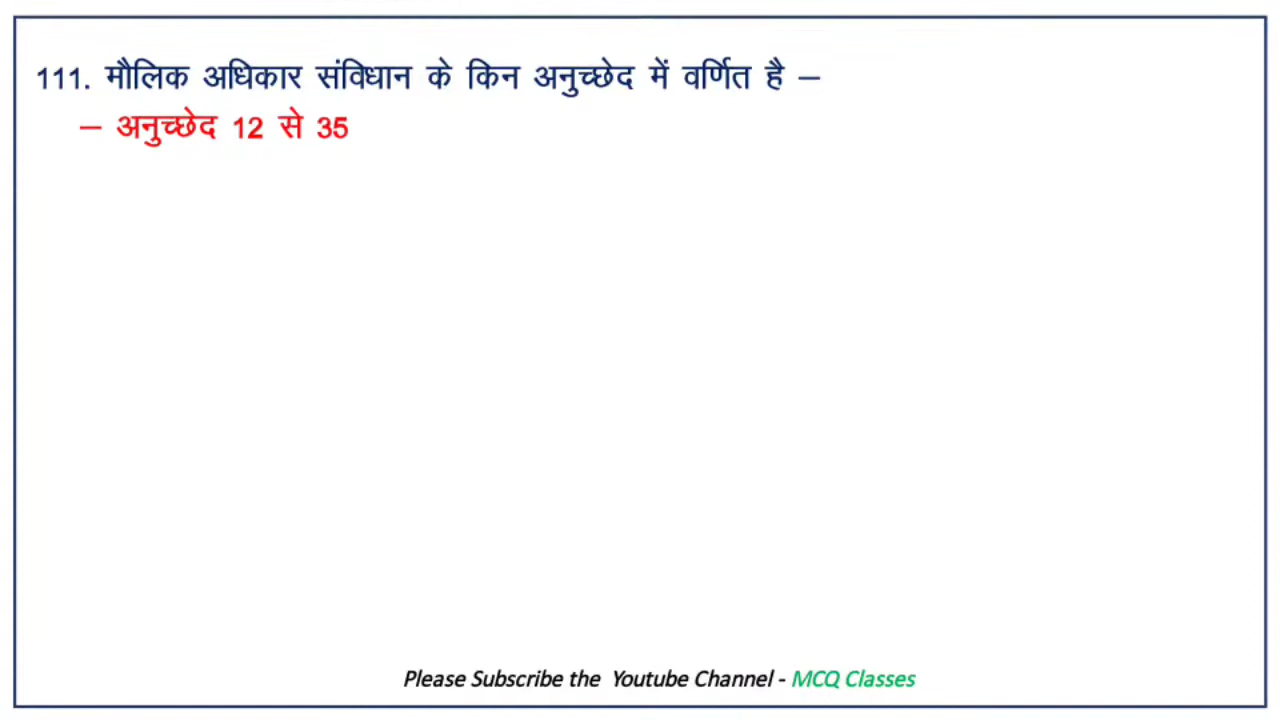 111. मौलिक अधिकार संविधान के किन अनुच्छेद में वर्णित है –
– अनुच्छेद 12 से 35
Please Subscribe the Youtube Channel - MCQ Classes